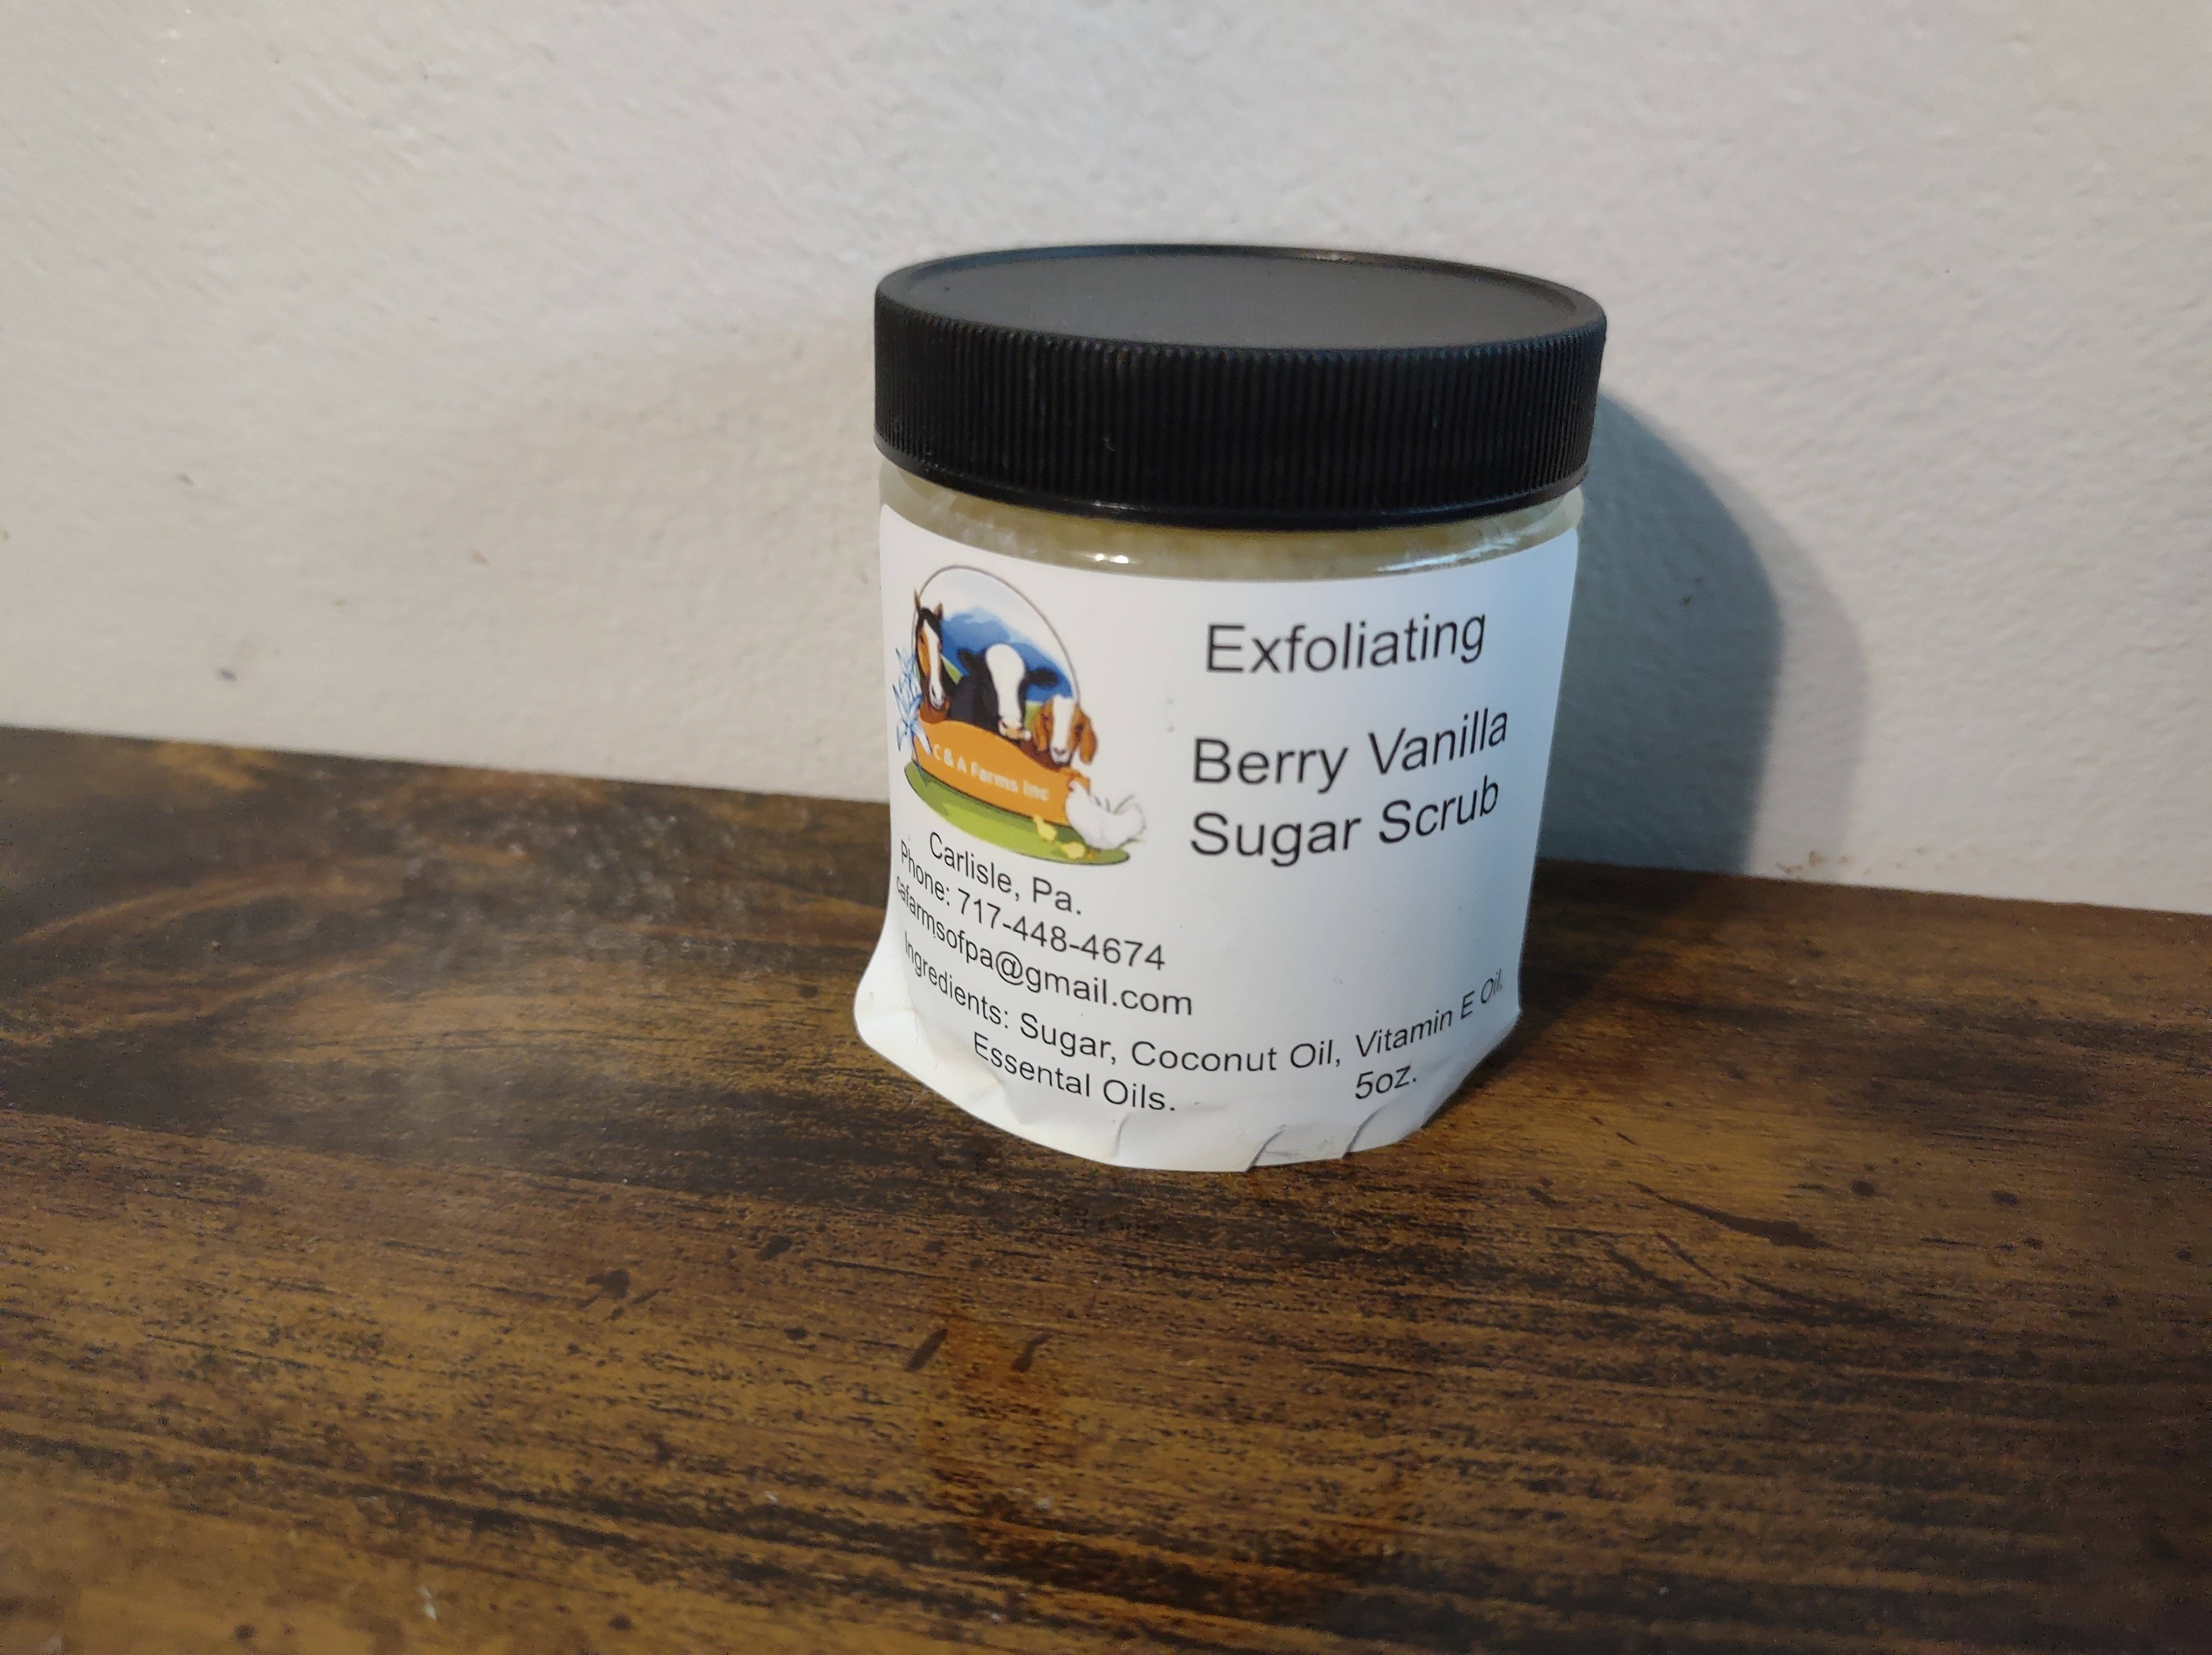 C & A Farms Inc
Carlisle, Pa.
Phone: 717-448-4674
cafarmsofpa@gmail.com
Exfoliating
Berry Vanilla
Sugar Scrub
Ingredients: Sugar, Coconut Oil, Vitamin E Oil,
Essental Oils.
5oz.